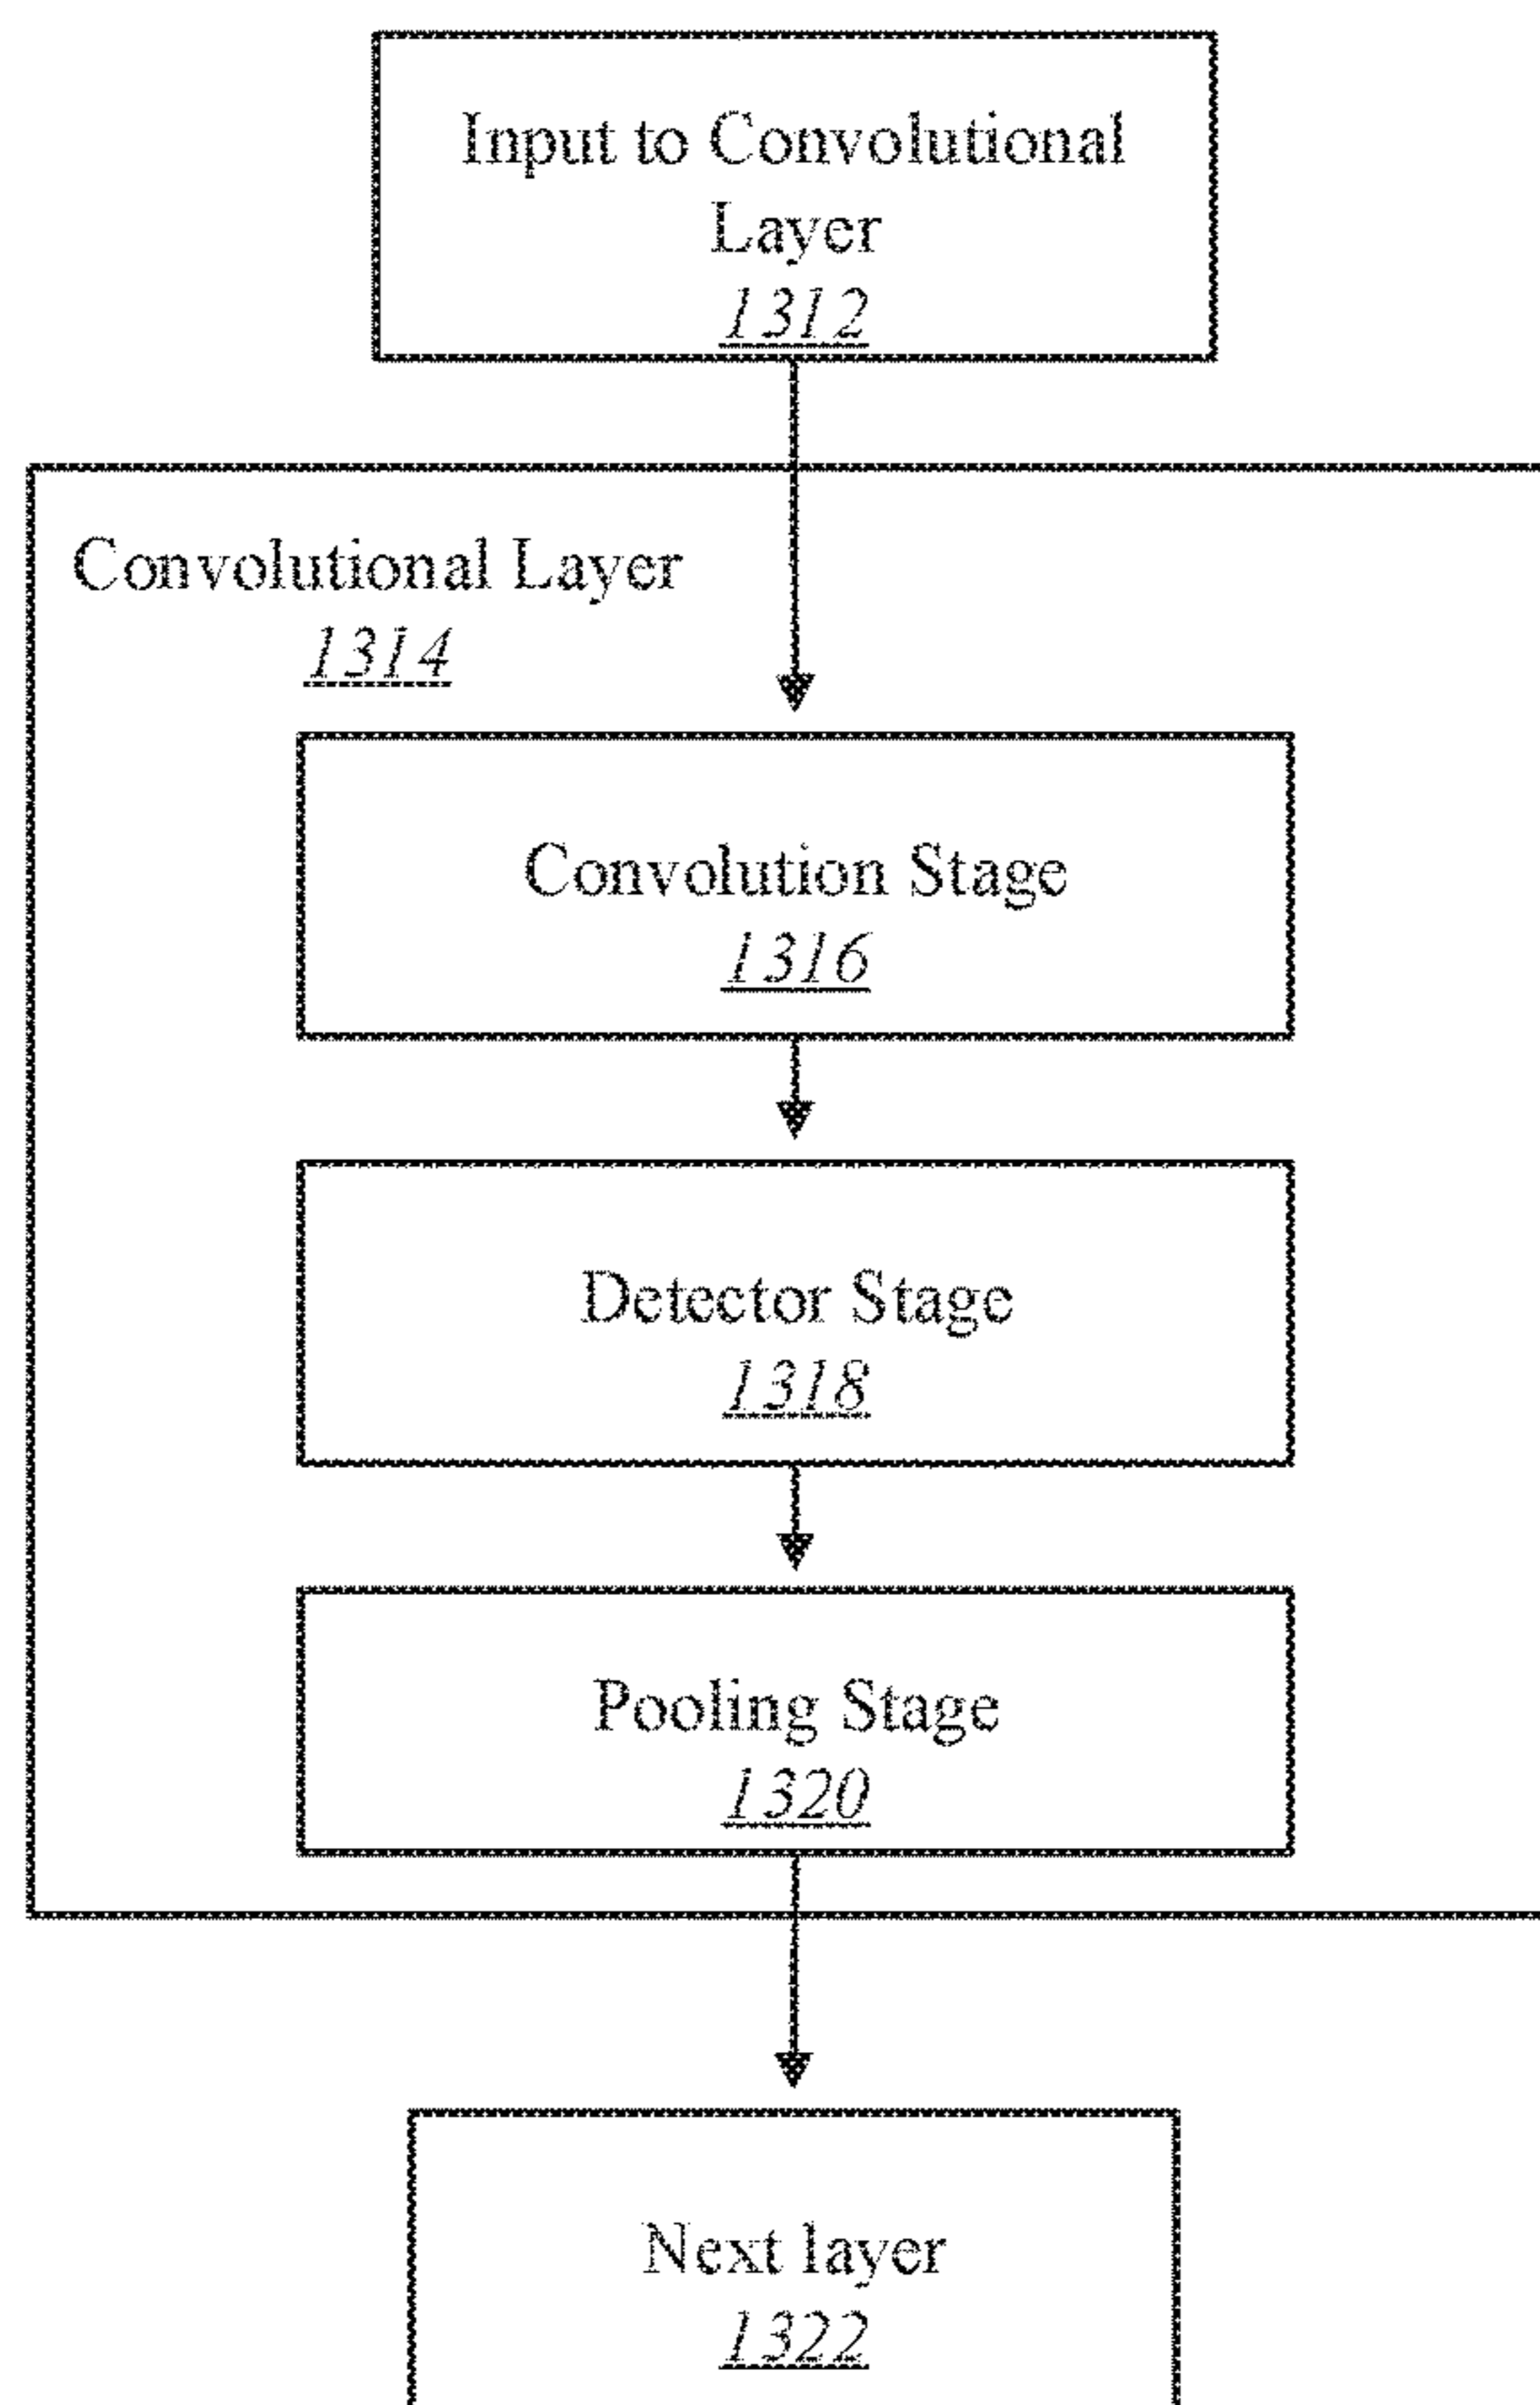 Input to Convolutional
Layer
1312
Convolutional Layer
1314
Convolution Stage
1316
Detector Stage
1318
Pooling Stage
1320
Next layer
1322